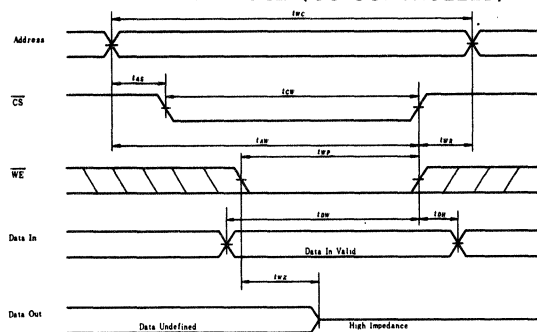 tWC
Address
tAS
tCW
CS
tAW
tWR
tWP
WE
tDW
tDH
Data In
Data In Valid
tWZ
Data Out
Data Undefined
High Impedance